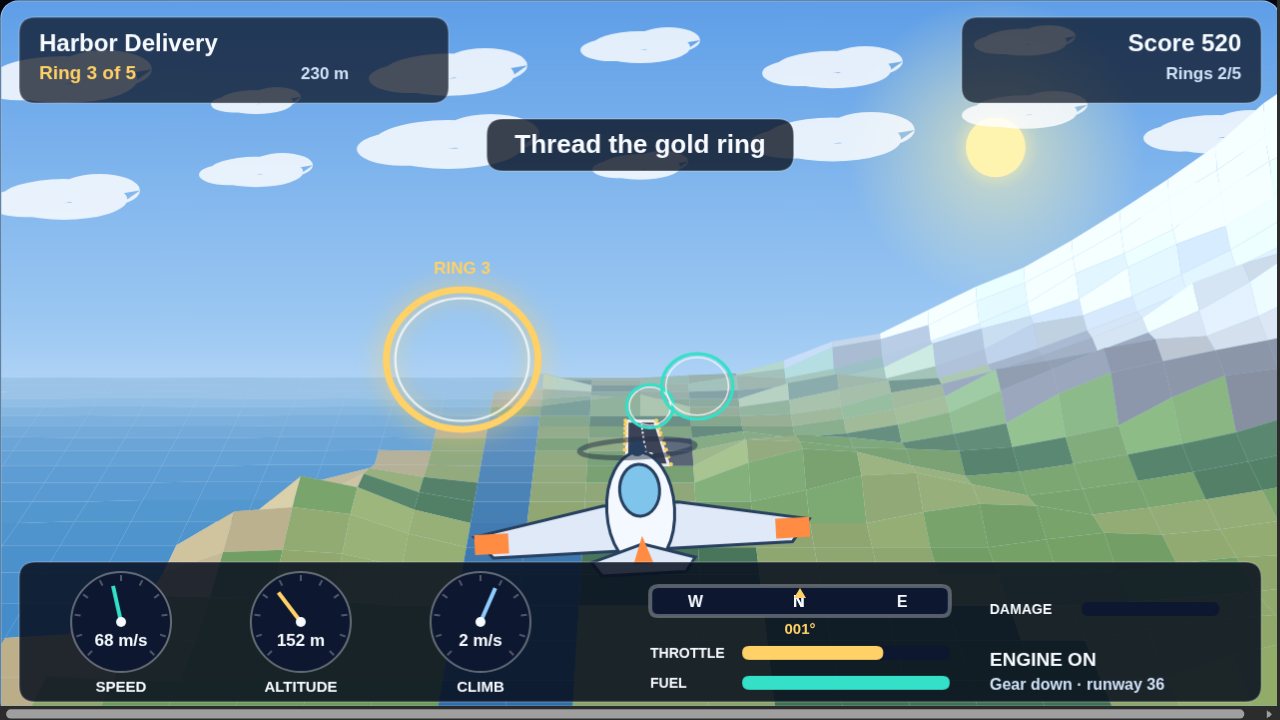 Harbor Delivery
Ring 3 of 5
230 m
Score 520
Rings 2/5
Thread the gold ring
RING 3
68 m/s
SPEED
152 m
ALTITUDE
2 m/s
CLIMB
W N E
001°
THROTTLE
FUEL
DAMAGE
ENGINE ON
Gear down · runway 36